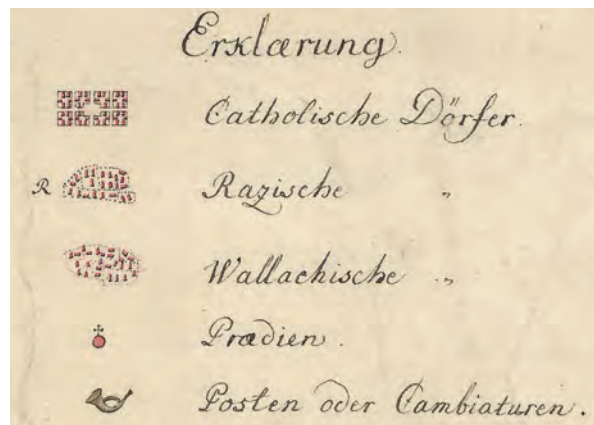 Erklærung.
Catholische Dörfer.
R Razische „
Wallachische „
Prædien.
Posten oder Cambiaturen.